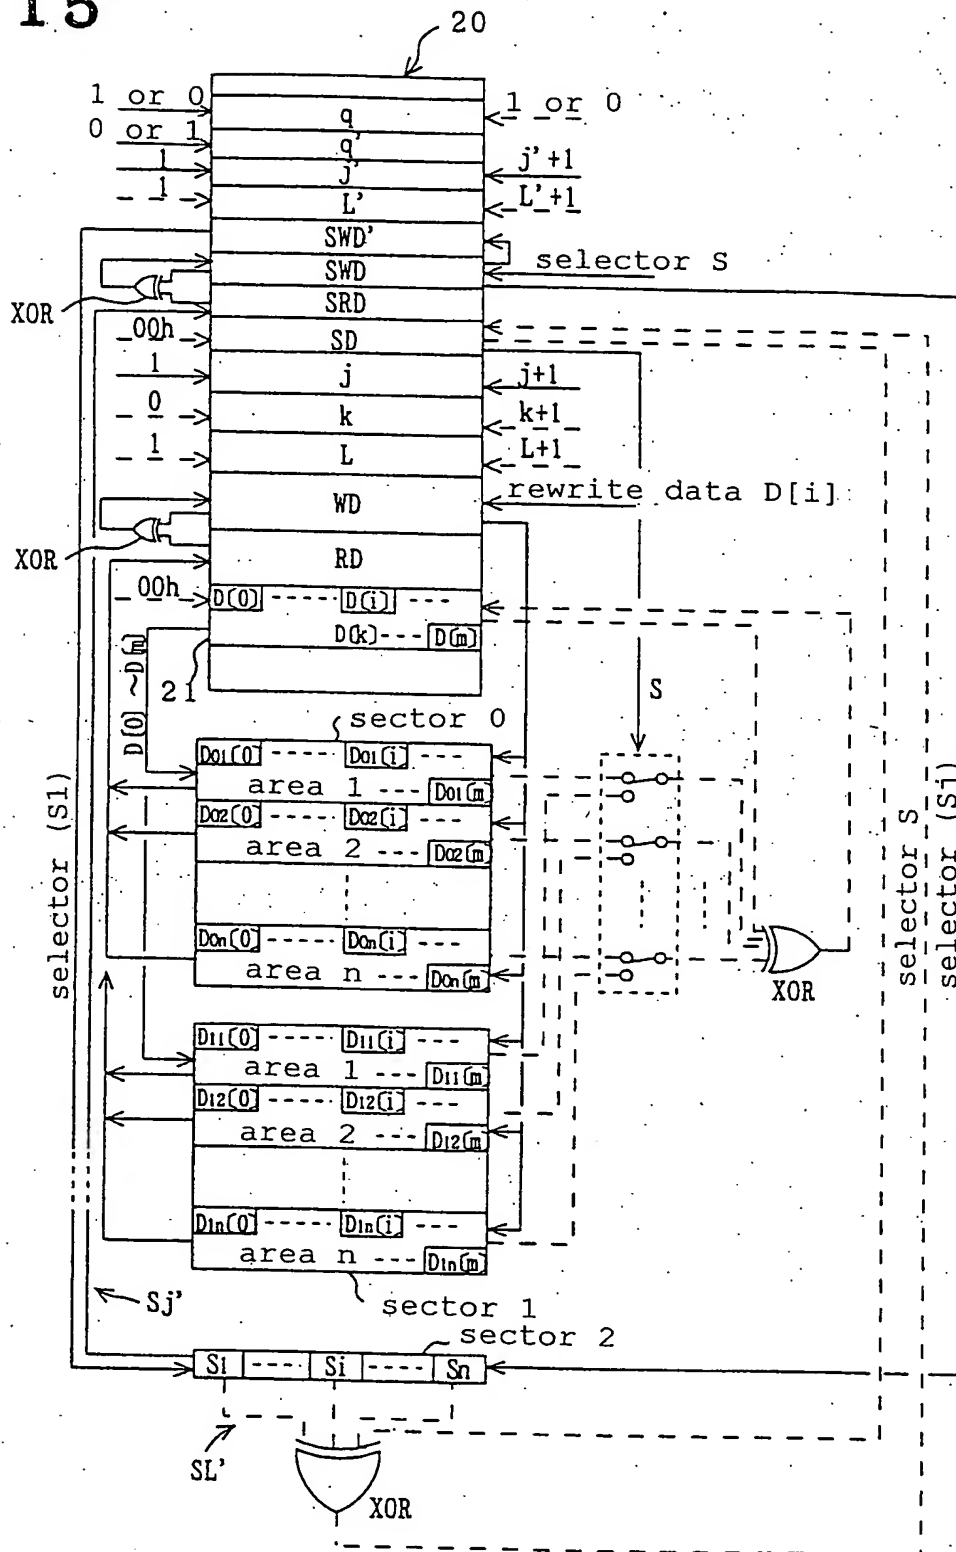 15
20
1 or 0
1 or 0
q
0 or 1
q'
1
j'
j'+1
1
L'
L'+1
SWD'
SWD
selector S
XOR
SRD
00h
SD
1
j
j+1
0
k
k+1
1
L
L+1
WD
rewrite data D[i]
XOR
RD
00h
D(0) ----- D(i) ---
D(k)--- D(m)
D(0) ~ D(m)
21
S
sector 0
D01(0) ----- D01(i) ---
area 1 --- D01(m)
D02(0) ----- D02(i) ---
area 2 --- D02(m)
D0n(0) ----- D0n(i) ---
area n --- D0n(m)
XOR
selector (S1)
selector S
selector (Sj)
D11(0) ----- D11(i) ---
area 1 --- D11(m)
D12(0) ----- D12(i) ---
area 2 --- D12(m)
D1n(0) ----- D1n(i) ---
area n --- D1n(m)
Sj'
sector 1
sector 2
S1 ---- Si ---- Sn
SL'
XOR